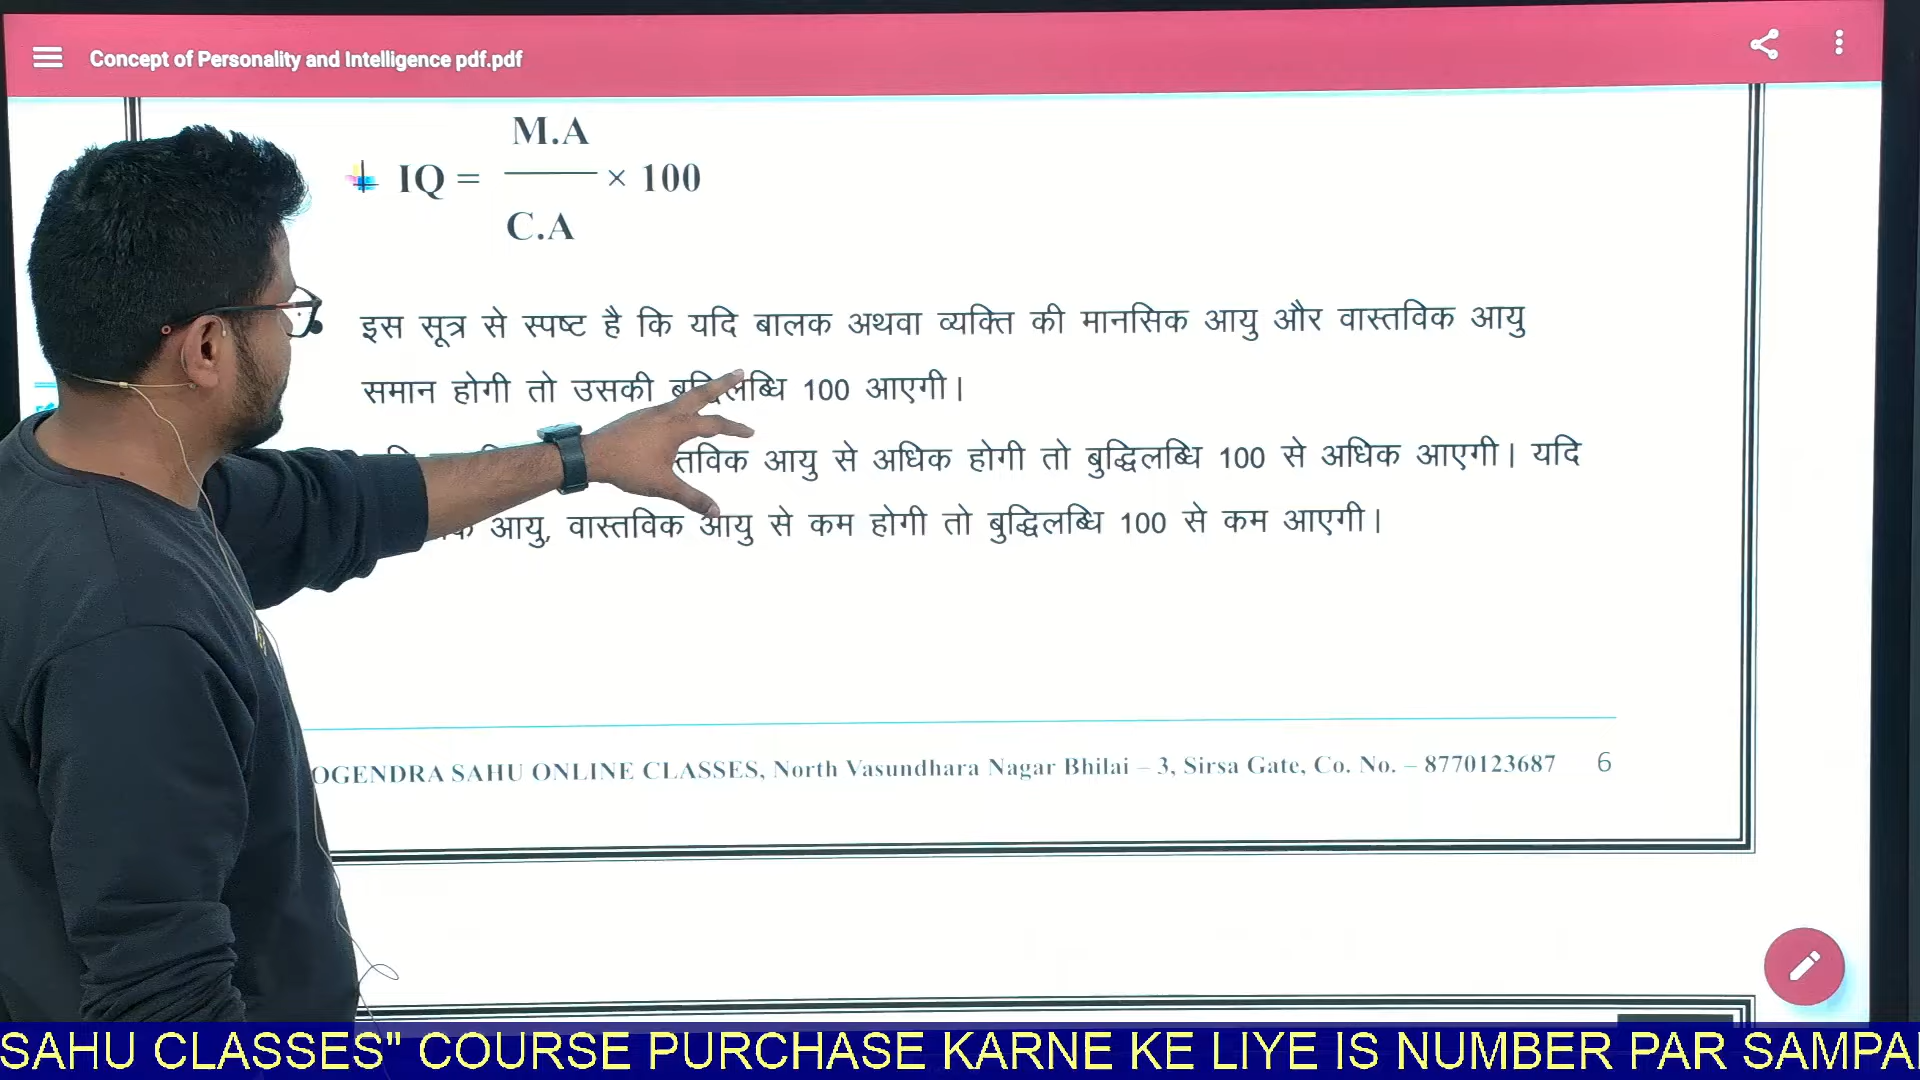 Concept of Personality and Intelligence pdf.pdf
M.A
IQ = × 100
C.A
इस सूत्र से स्पष्ट है कि यदि बालक अथवा व्यक्ति की मानसिक आयु और वास्तविक आयु
समान होगी तो उसकी 100 आएगी।
आयु से अधिक होगी तो बुद्धिलब्धि 100 से अधिक आएगी। यदि
आयु, वास्तविक आयु से कम होगी तो बुद्धिलब्धि 100 से कम आएगी।
OGENDRA SAHU ONLINE CLASSES, North Vasundhara Nagar Bhilai – 3, Sirsa Gate, Co. No. – 8770123687 6
SAHU CLASSES" COURSE PURCHASE KARNE KE LIYE IS NUMBER PAR SAMPA